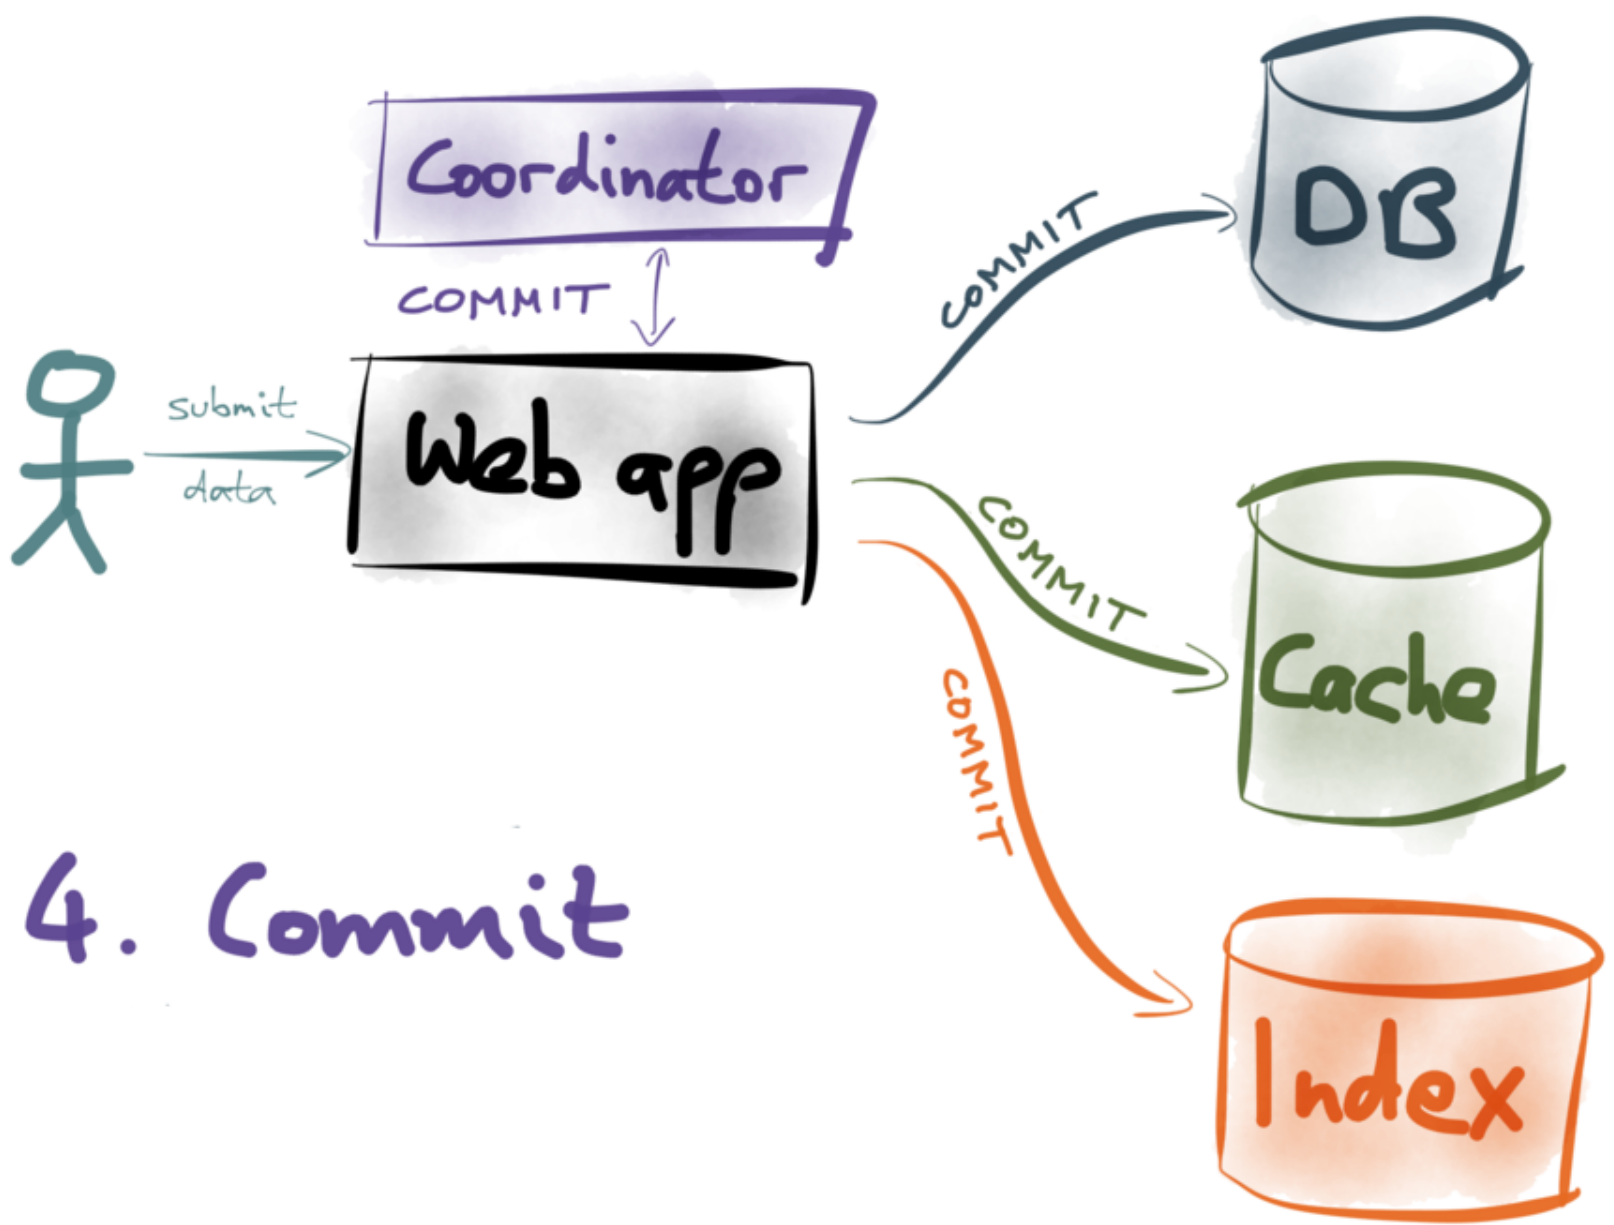 Coordinator
COMMIT
submit
data
Web app
COMMIT
DB
COMMIT
Cache
COMMIT
Index
4. Commit